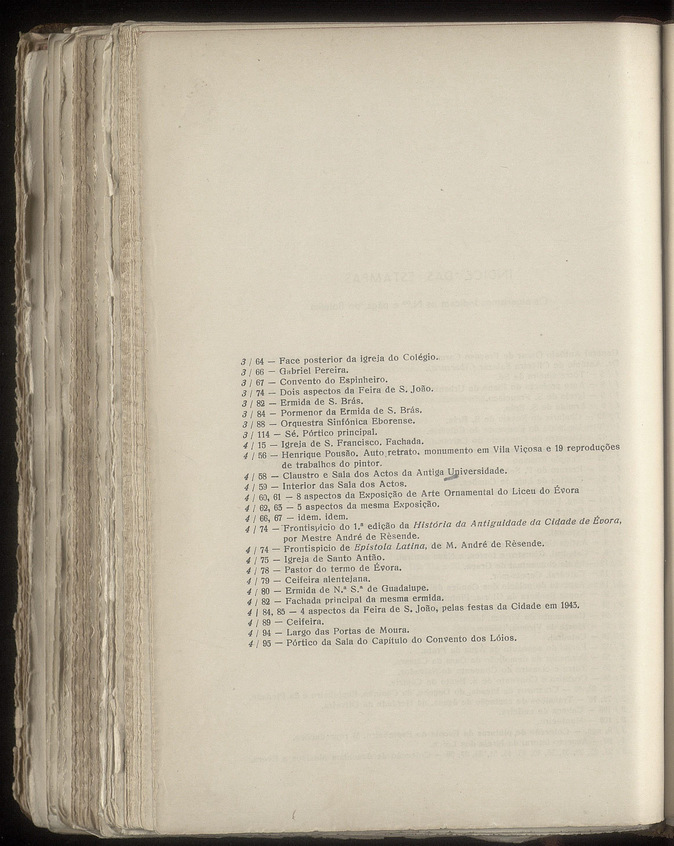 3 / 64 — Face posterior da igreja do Colégio.
3 / 66 — Gabriel Pereira.
3 / 67 — Convento do Espinheiro.
3 / 74 — Dois aspectos da Feira de S. João.
3 / 82 — Ermida de S. Brás.
3 / 84 — Pormenor da Ermida de S. Brás.
3 / 88 — Orquestra Sinfónica Eborense.
3 / 114 — Sé. Pórtico principal.
4 / 15 — Igreja de S. Francisco. Fachada.
4 / 56 — Henrique Pousão. Auto retrato, monumento em Vila Viçosa e 19 reproduções
de trabalhos do pintor.
4 / 58 — Claustro e Sala dos Actos da Antiga Universidade.
4 / 59 — Interior das Sala dos Actos.
4 / 60, 61 — 8 aspectos da Exposição de Arte Ornamental do Liceu do Évora
4 / 62, 63 — 5 aspectos da mesma Exposição.
4 / 66, 67 — idem, idem.
4 / 74 — Frontispício do 1.ª edição da História da Antiguidade da Cidade de Évora,
por Mestre André de Rèsende.
4 / 74 — Frontispício de Epistola Latina, de M. André de Rèsende.
4 / 75 — Igreja de Santo Antão.
4 / 78 — Pastor do termo de Évora.
4 / 79 — Ceifeira alentejana.
4 / 80 — Ermida de N.ª S.ª de Guadalupe.
4 / 82 — Fachada principal da mesma ermida.
4 / 84, 85 — 4 aspectos da Feira de S. João, pelas festas da Cidade em 1943.
4 / 89 — Ceifeira.
4 / 94 — Largo das Portas de Moura.
4 / 95 — Pórtico da Sala do Capítulo do Convento dos Lóios.